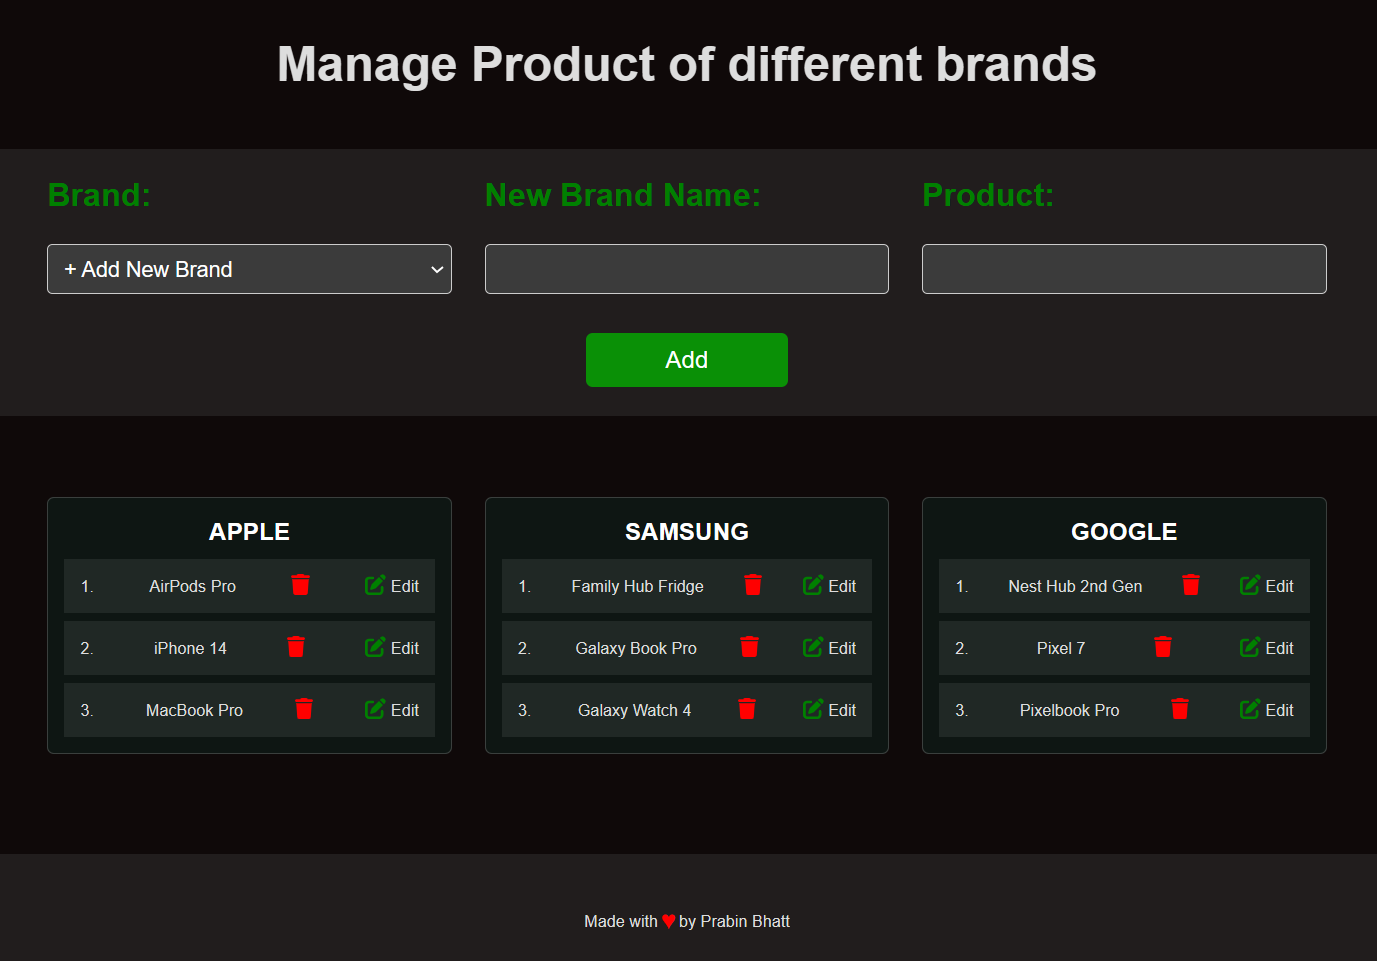 Manage Product of different brands
Brand:
+ Add New Brand
New Brand Name:
Product:
Add
APPLE
1. AirPods Pro Edit
2. iPhone 14 Edit
3. MacBook Pro Edit
SAMSUNG
1. Family Hub Fridge Edit
2. Galaxy Book Pro Edit
3. Galaxy Watch 4 Edit
GOOGLE
1. Nest Hub 2nd Gen Edit
2. Pixel 7 Edit
3. Pixelbook Pro Edit
Made with ♥ by Prabin Bhatt